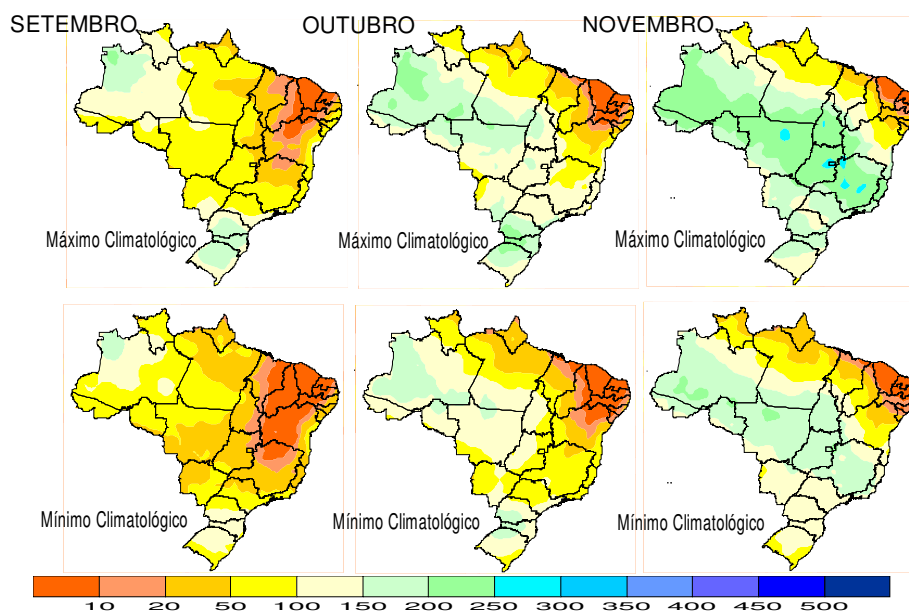 SETEMBRO OUTUBRO NOVEMBRO
Máximo Climatológico Máximo Climatológico Máximo Climatológico
Mínimo Climatológico Mínimo Climatológico Mínimo Climatológico
10 20 50 100 150 200 250 300 350 400 450 500